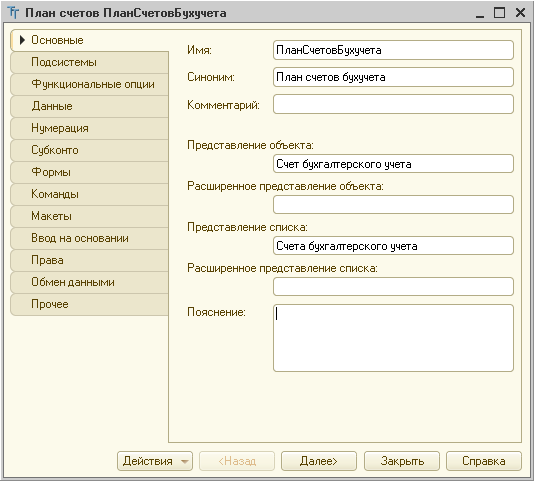 План счетов ПланСчетовБухучета
Основные
Подсистемы
Функциональные опции
Данные
Нумерация
Субконто
Формы
Команды
Макеты
Ввод на основании
Права
Обмен данными
Прочее
Имя: ПланСчетовБухучета
Синоним: План счетов бухучета
Комментарий:
Представление объекта:
Счет бухгалтерского учета
Расширенное представление объекта:
Представление списка:
Счета бухгалтерского учета
Расширенное представление списка:
Пояснение:
Действия <Назад Далее> Закрыть Справка